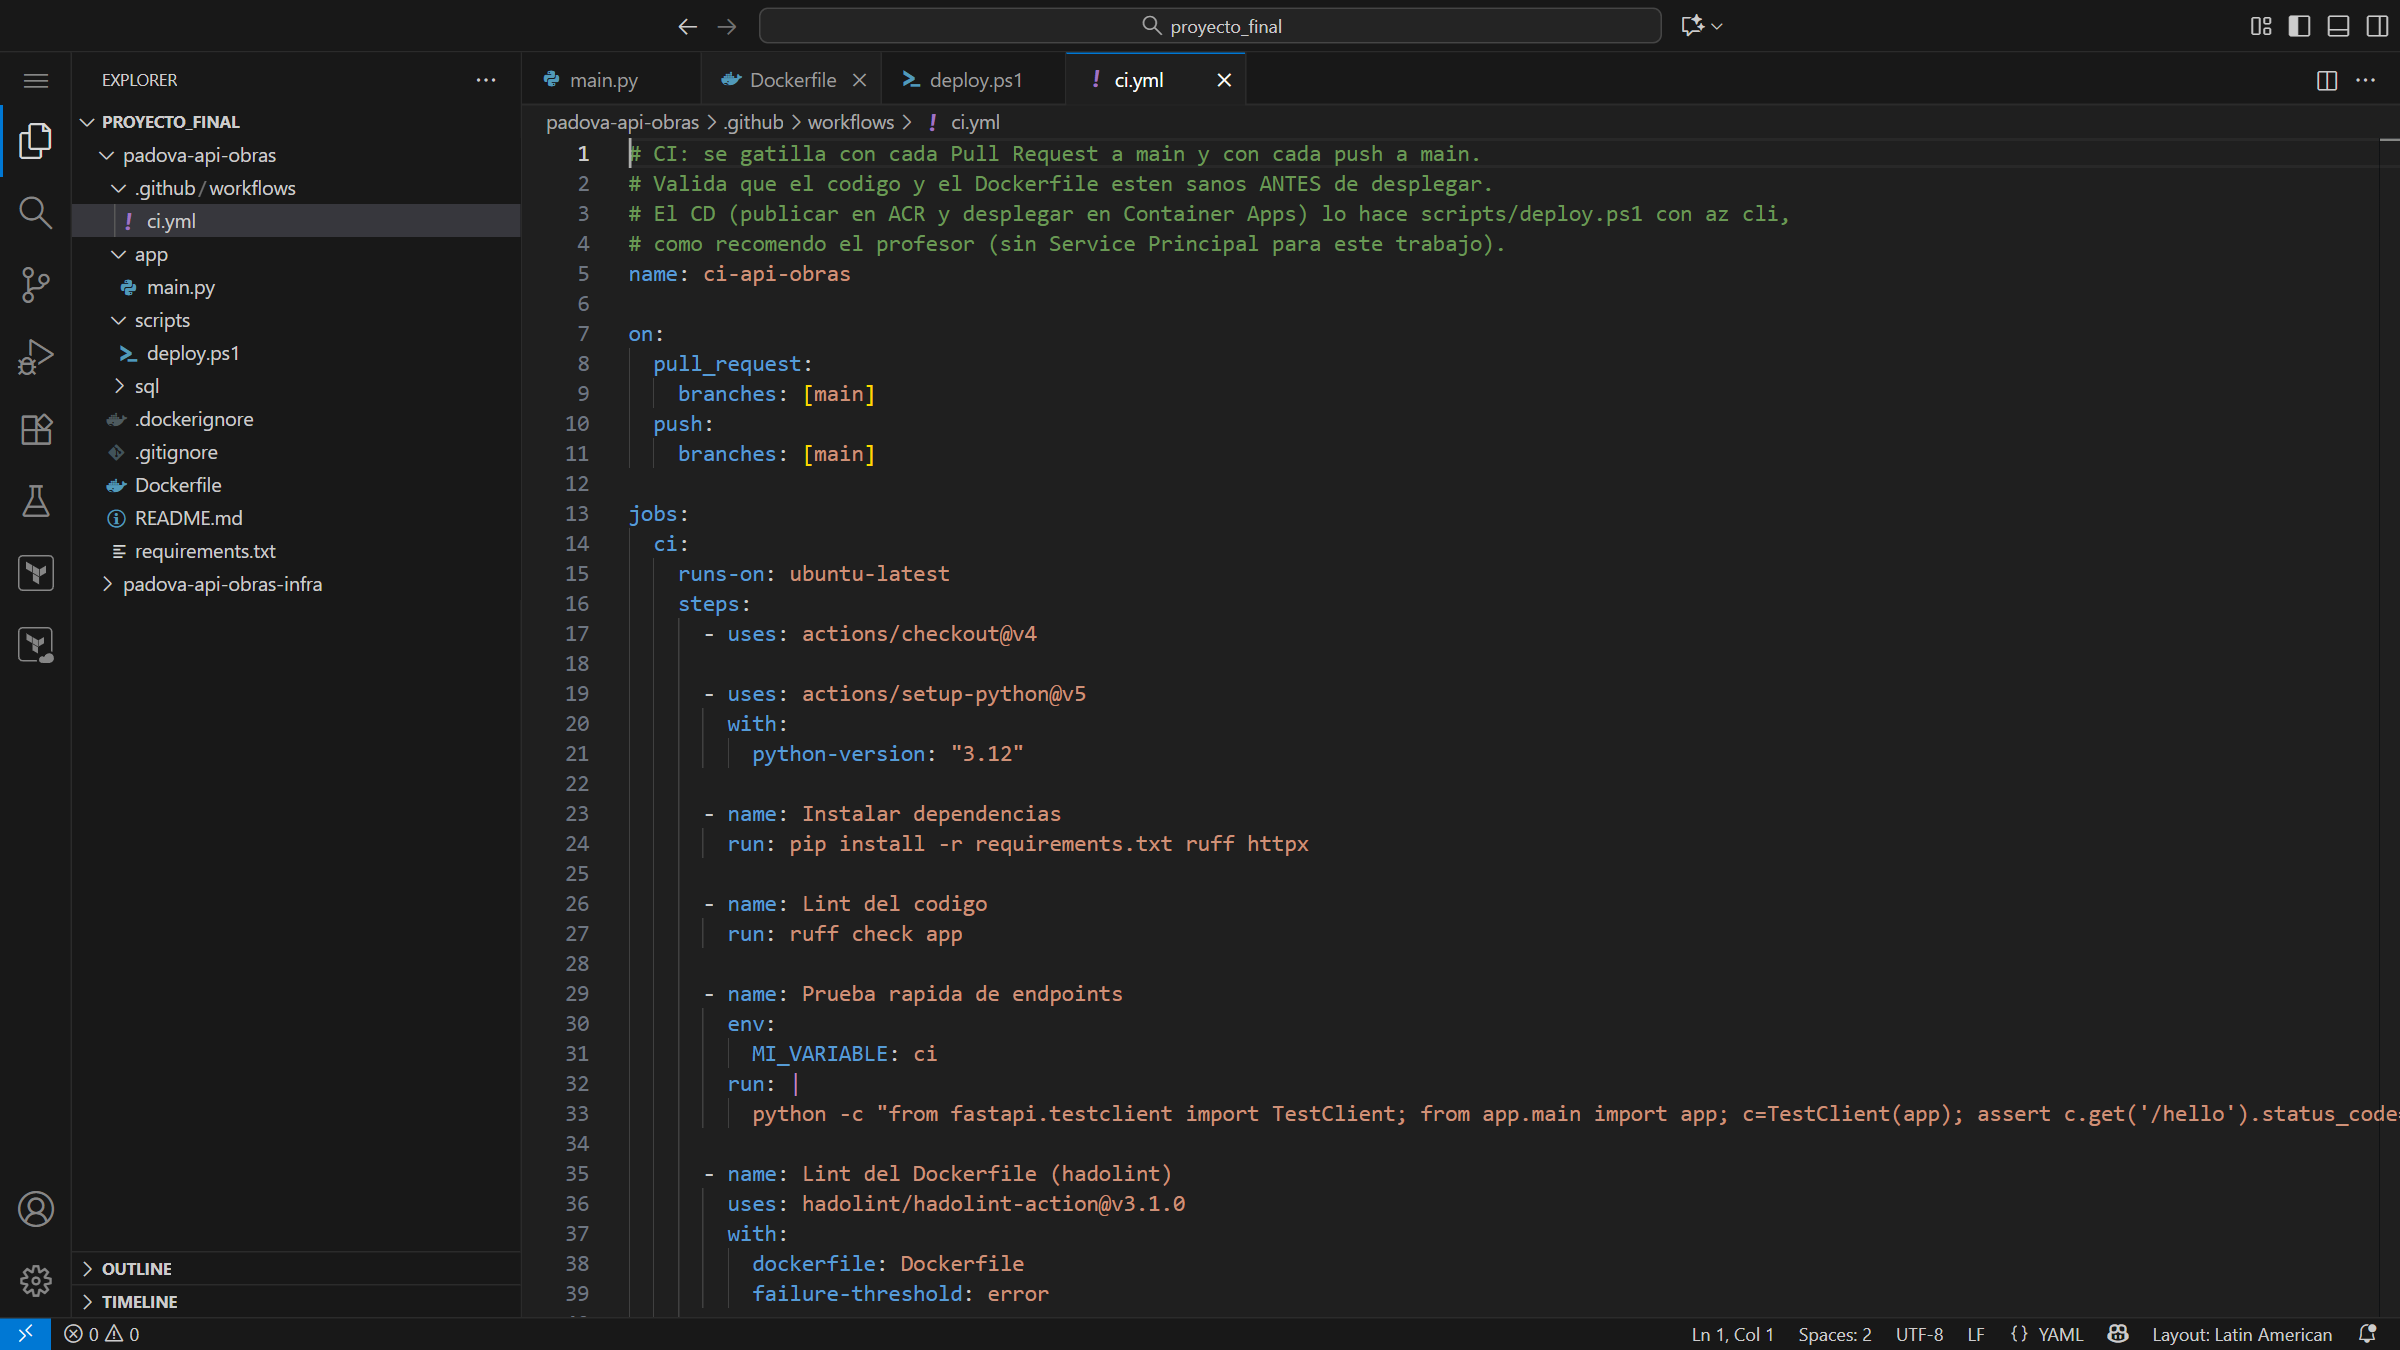 proyecto_final
EXPLORER
PROYECTO_FINAL
padova-api-obras
.github/workflows
ci.yml
app
main.py
scripts
deploy.ps1
sql
.dockerignore
.gitignore
Dockerfile
README.md
requirements.txt
padova-api-obras-infra
OUTLINE
TIMELINE
main.py
Dockerfile
deploy.ps1
ci.yml
padova-api-obras > .github > workflows > ! ci.yml
1 # CI: se gatilla con cada Pull Request a main y con cada push a main.
2 # Valida que el codigo y el Dockerfile esten sanos ANTES de desplegar.
3 # El CD (publicar en ACR y desplegar en Container Apps) lo hace scripts/deploy.ps1 con az cli,
4 # como recomendo el profesor (sin Service Principal para este trabajo).
5 name: ci-api-obras
6
7 on:
8   pull_request:
9     branches: [main]
10   push:
11     branches: [main]
12
13 jobs:
14   ci:
15     runs-on: ubuntu-latest
16     steps:
17       - uses: actions/checkout@v4
18
19       - uses: actions/setup-python@v5
20         with:
21           python-version: "3.12"
22
23       - name: Instalar dependencias
24         run: pip install -r requirements.txt ruff httpx
25
26       - name: Lint del codigo
27         run: ruff check app
28
29       - name: Prueba rapida de endpoints
30         env:
31           MI_VARIABLE: ci
32         run: |
33           python -c "from fastapi.testclient import TestClient; from app.main import app; c=TestClient(app); assert c.get('/hello').status_code
34
35       - name: Lint del Dockerfile (hadolint)
36         uses: hadolint/hadolint-action@v3.1.0
37         with:
38           dockerfile: Dockerfile
39           failure-threshold: error
0 0
Ln 1, Col 1
Spaces: 2
UTF-8
LF
{} YAML
Layout: Latin American